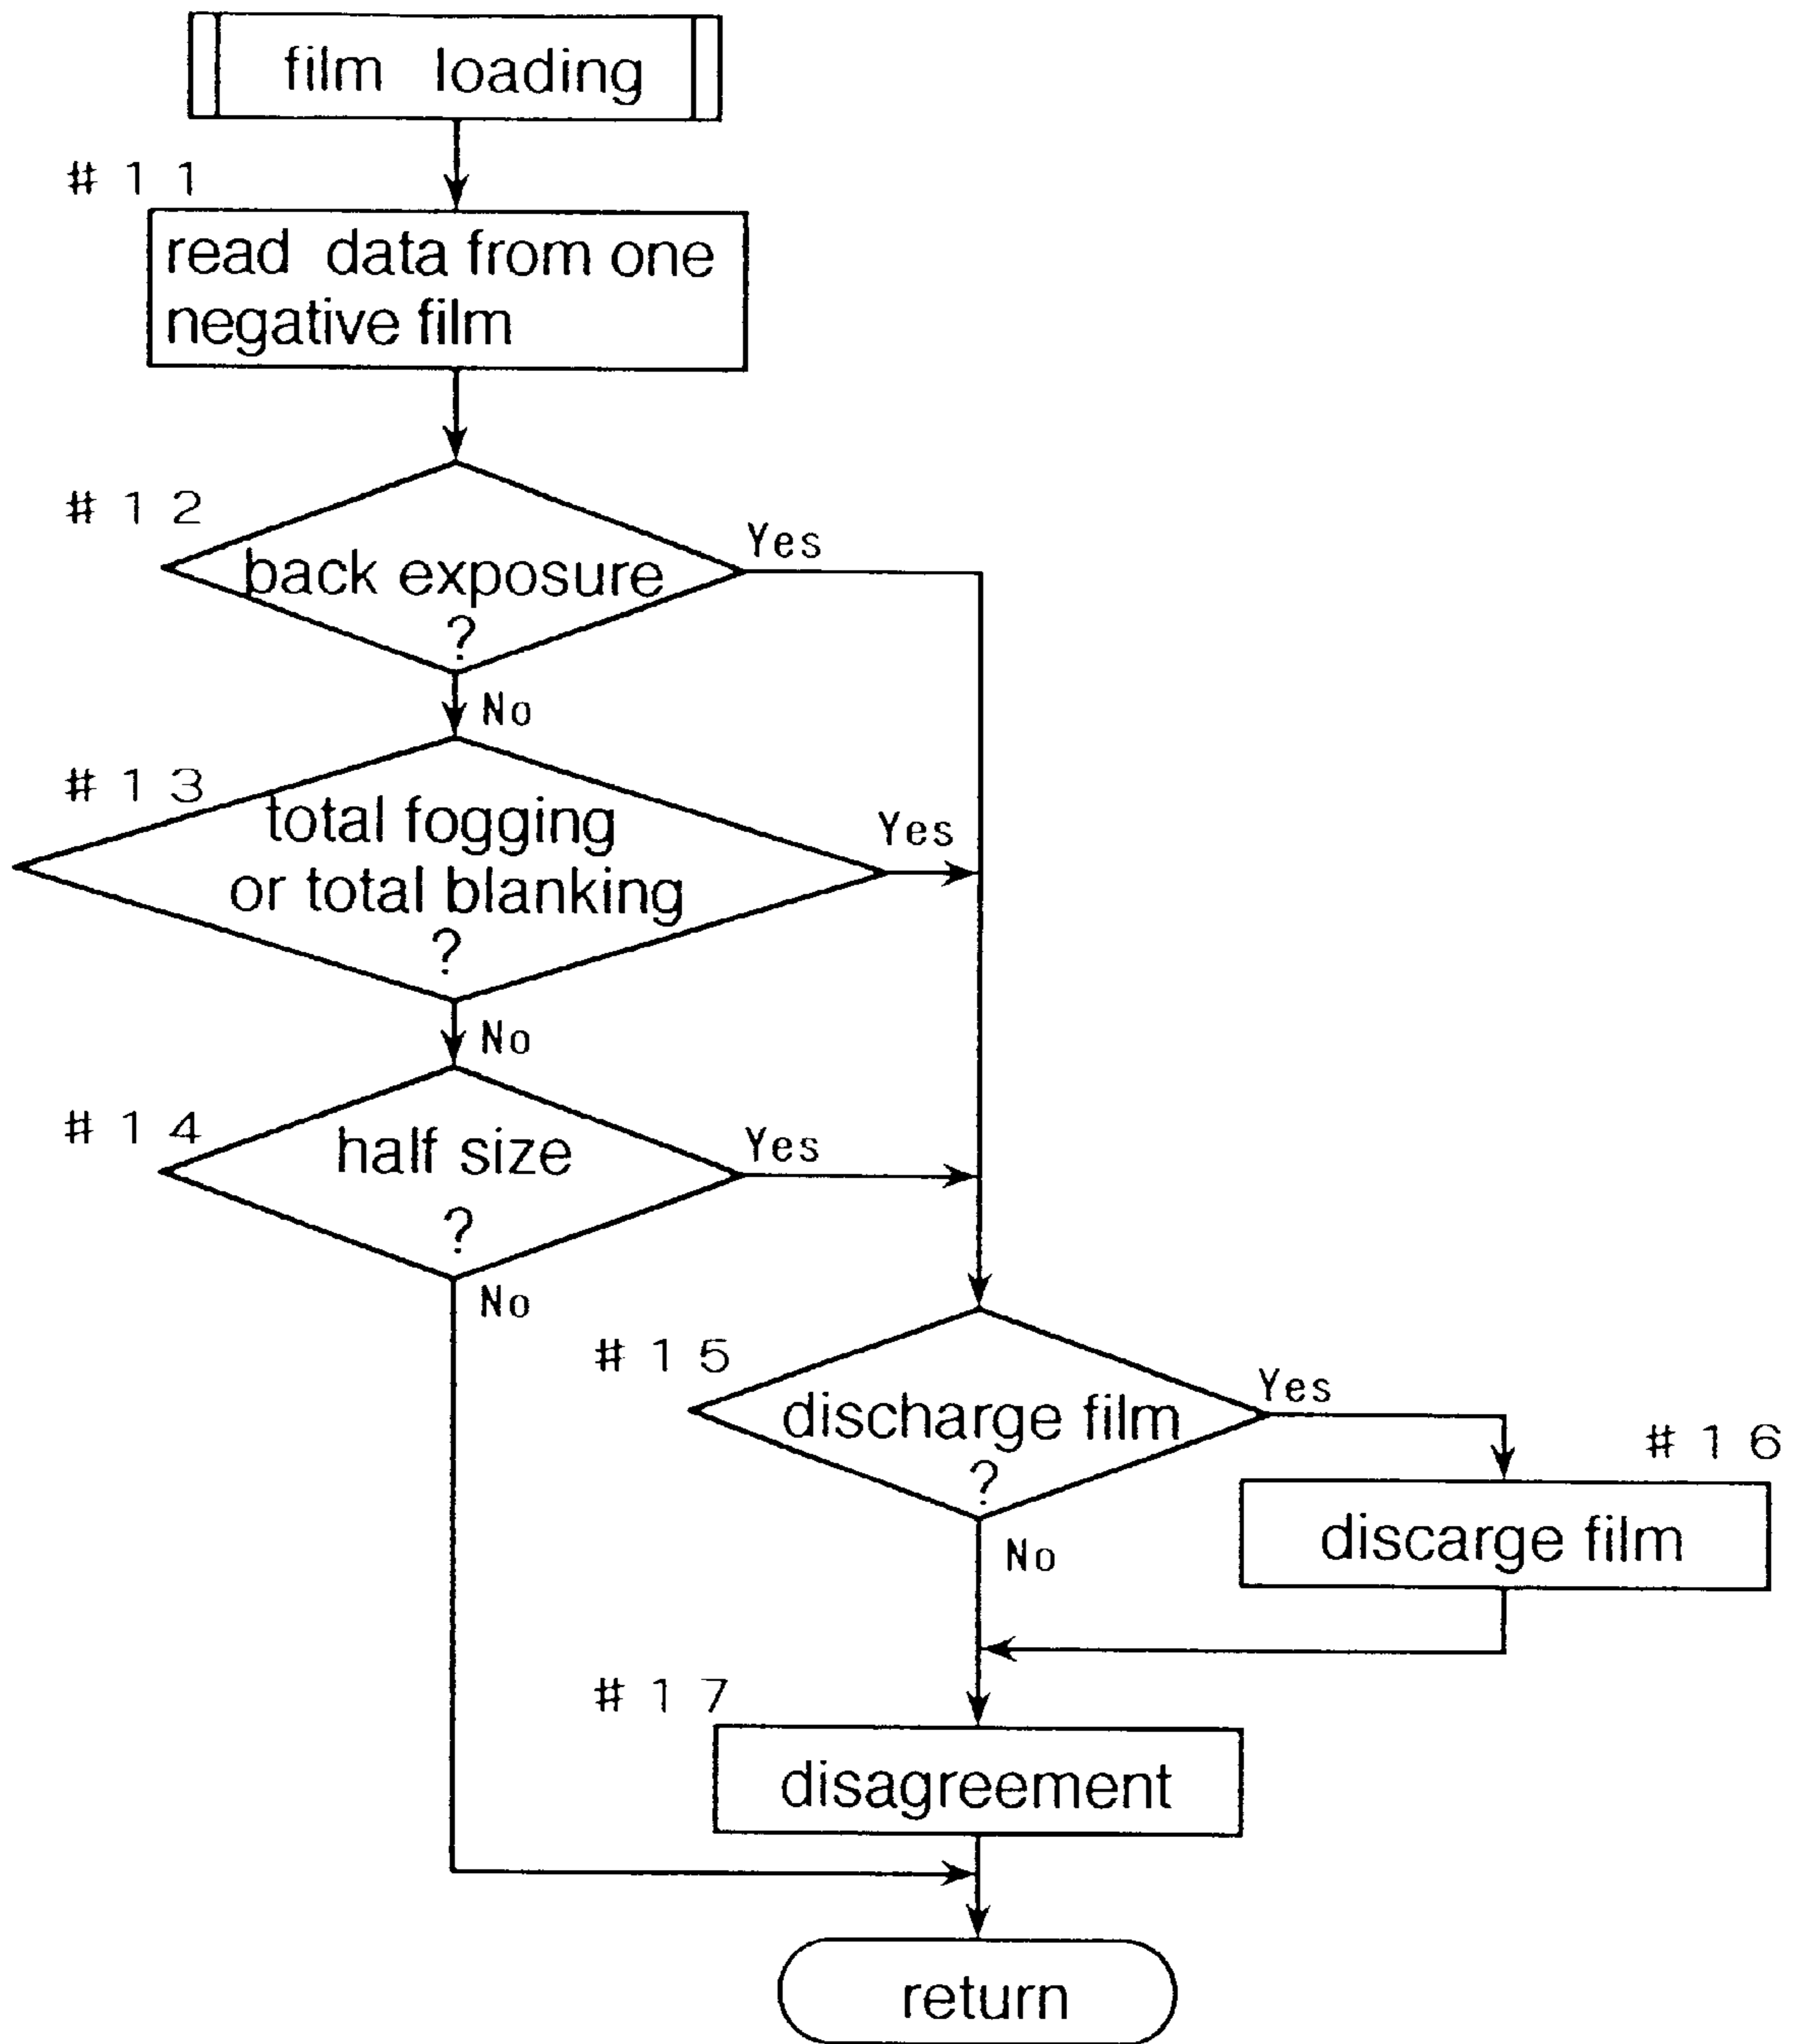 film loading
# 1 1
read data from one
negative film
# 1 2
Yes
back exposure
?
No
# 1 3
total fogging
Yes
or total blanking
?
No
# 1 4
half size
Yes
?
No
# 1 5
discharge film
Yes
?
# 1 6
discarge film
No
# 1 7
disagreement
return